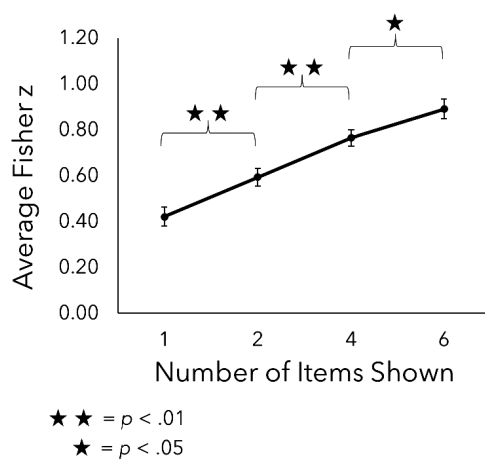 1.20
1.00
0.80
0.60
0.40
0.20
0.00
Average Fisher z
★
★ ★
★ ★
1 2 4 6
Number of Items Shown
★ ★ = p < .01
★ = p < .05